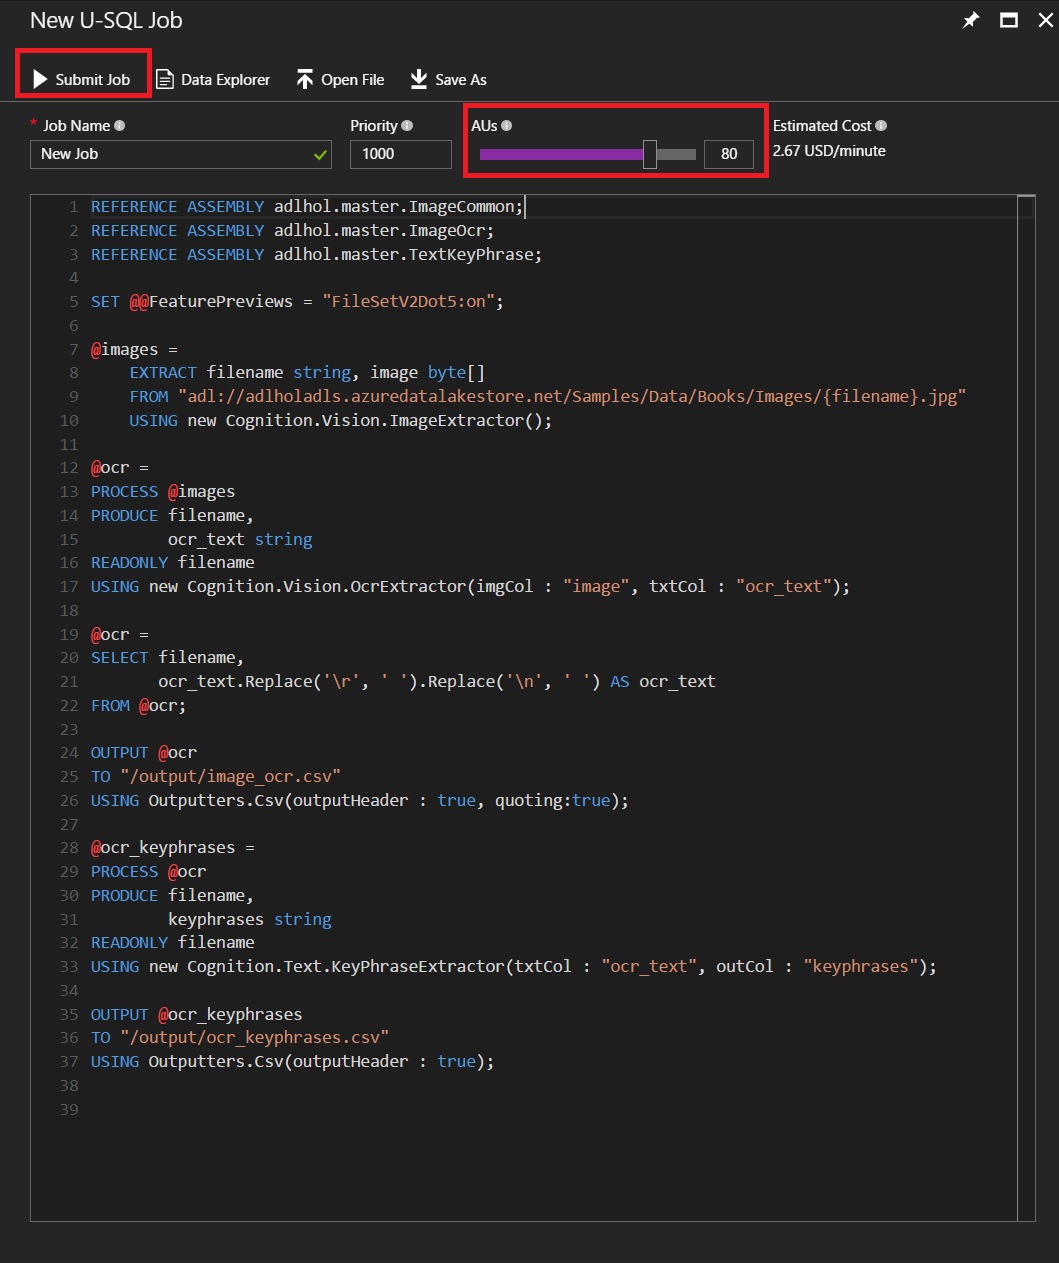 New U-SQL Job
Submit Job Data Explorer Open File Save As
* Job Name Priority AUs Estimated Cost
New Job 1000 80 2.67 USD/minute
1 REFERENCE ASSEMBLY adlhol.master.ImageCommon;
2 REFERENCE ASSEMBLY adlhol.master.ImageOcr;
3 REFERENCE ASSEMBLY adlhol.master.TextKeyPhrase;
4
5 SET @@FeaturePreviews = "FileSetV2Dot5:on";
6
7 @images =
8     EXTRACT filename string, image byte[]
9     FROM "adl://adlholadls.azuredatalakestore.net/Samples/Data/Books/Images/{filename}.jpg"
10     USING new Cognition.Vision.ImageExtractor();
11
12 @ocr =
13 PROCESS @images
14 PRODUCE filename,
15         ocr_text string
16 READONLY filename
17 USING new Cognition.Vision.OcrExtractor(imgCol : "image", txtCol : "ocr_text");
18
19 @ocr =
20 SELECT filename,
21        ocr_text.Replace('\r', ' ').Replace('\n', ' ') AS ocr_text
22 FROM @ocr;
23
24 OUTPUT @ocr
25 TO "/output/image_ocr.csv"
26 USING Outputters.Csv(outputHeader : true, quoting:true);
27
28 @ocr_keyphrases =
29 PROCESS @ocr
30 PRODUCE filename,
31         keyphrases string
32 READONLY filename
33 USING new Cognition.Text.KeyPhraseExtractor(txtCol : "ocr_text", outCol : "keyphrases");
34
35 OUTPUT @ocr_keyphrases
36 TO "/output/ocr_keyphrases.csv"
37 USING Outputters.Csv(outputHeader : true);
38
39